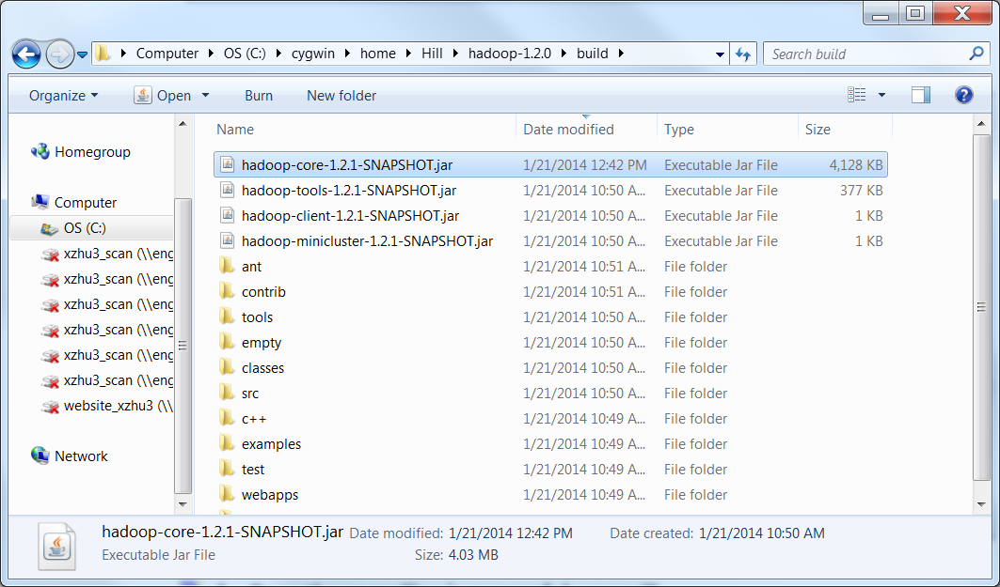 Computer OS (C:) cygwin home Hill hadoop-1.2.0 build Search build
Organize Open Burn New folder
Name Date modified Type Size
Homegroup
Computer
OS (C:)
xzhu3_scan (\\eng
xzhu3_scan (\\eng
xzhu3_scan (\\eng
xzhu3_scan (\\eng
xzhu3_scan (\\eng
xzhu3_scan (\\eng
website_xzhu3 (\\
Network
hadoop-core-1.2.1-SNAPSHOT.jar 1/21/2014 12:42 PM Executable Jar File 4,128 KB
hadoop-tools-1.2.1-SNAPSHOT.jar 1/21/2014 10:50 A... Executable Jar File 377 KB
hadoop-client-1.2.1-SNAPSHOT.jar 1/21/2014 10:50 A... Executable Jar File 1 KB
hadoop-minicluster-1.2.1-SNAPSHOT.jar 1/21/2014 10:50 A... Executable Jar File 1 KB
ant 1/21/2014 10:51 A... File folder
contrib 1/21/2014 10:51 A... File folder
tools 1/21/2014 10:50 A... File folder
empty 1/21/2014 10:50 A... File folder
classes 1/21/2014 10:50 A... File folder
src 1/21/2014 10:50 A... File folder
c++ 1/21/2014 10:49 A... File folder
examples 1/21/2014 10:49 A... File folder
test 1/21/2014 10:49 A... File folder
webapps 1/21/2014 10:49 A... File folder
hadoop-core-1.2.1-SNAPSHOT.jar Date modified: 1/21/2014 12:42 PM Date created: 1/21/2014 10:50 AM
Executable Jar File Size: 4.03 MB